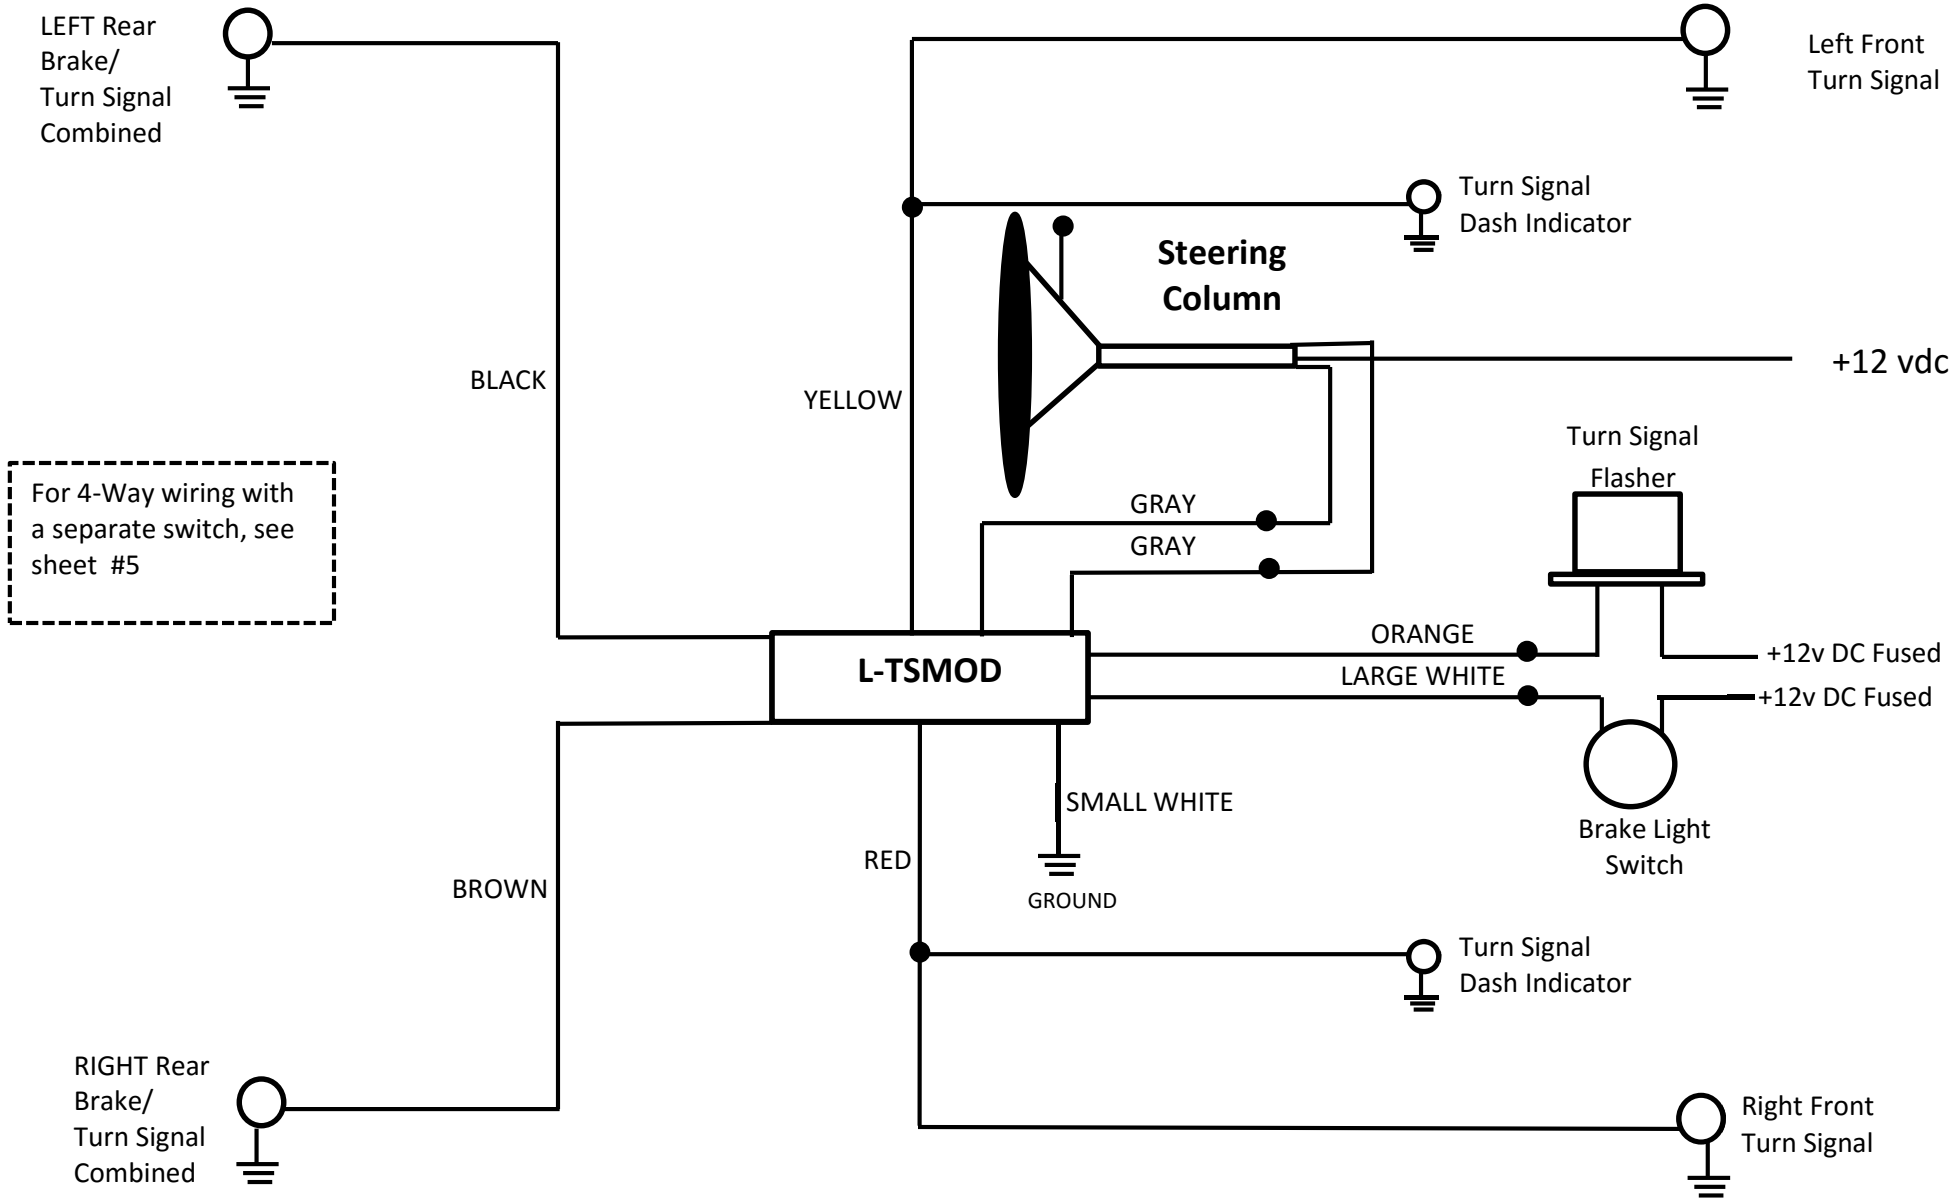 LEFT Rear
Brake/
Turn Signal
Combined
Left Front
Turn Signal
Turn Signal
Dash Indicator
Steering
Column
+12 vdc
BLACK
YELLOW
Turn Signal
Flasher
For 4-Way wiring with
a separate switch, see
sheet #5
GRAY
GRAY
ORANGE
+12v DC Fused
L-TSMOD
LARGE WHITE
+12v DC Fused
SMALL WHITE
Brake Light
Switch
RED
BROWN
GROUND
Turn Signal
Dash Indicator
RIGHT Rear
Brake/
Turn Signal
Combined
Right Front
Turn Signal